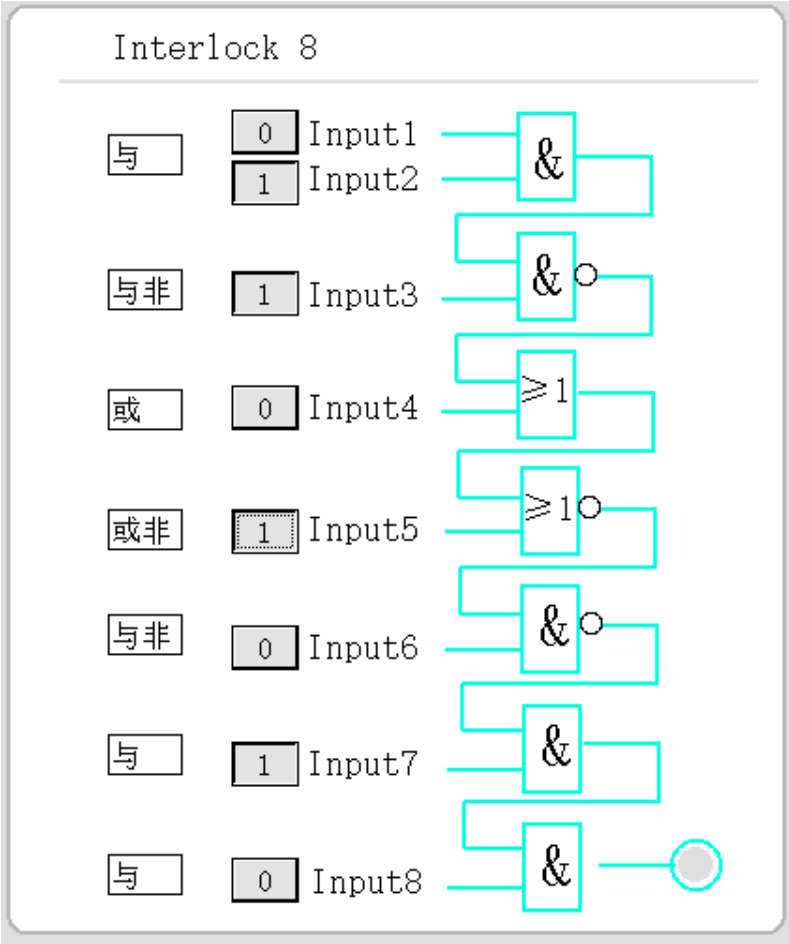 Interlock 8
与 0 Input1 &
1 Input2
与非 1 Input3 &
或 0 Input4 ≥1
或非 1 Input5 ≥1
与非 0 Input6 &
与 1 Input7 &
与 0 Input8 &